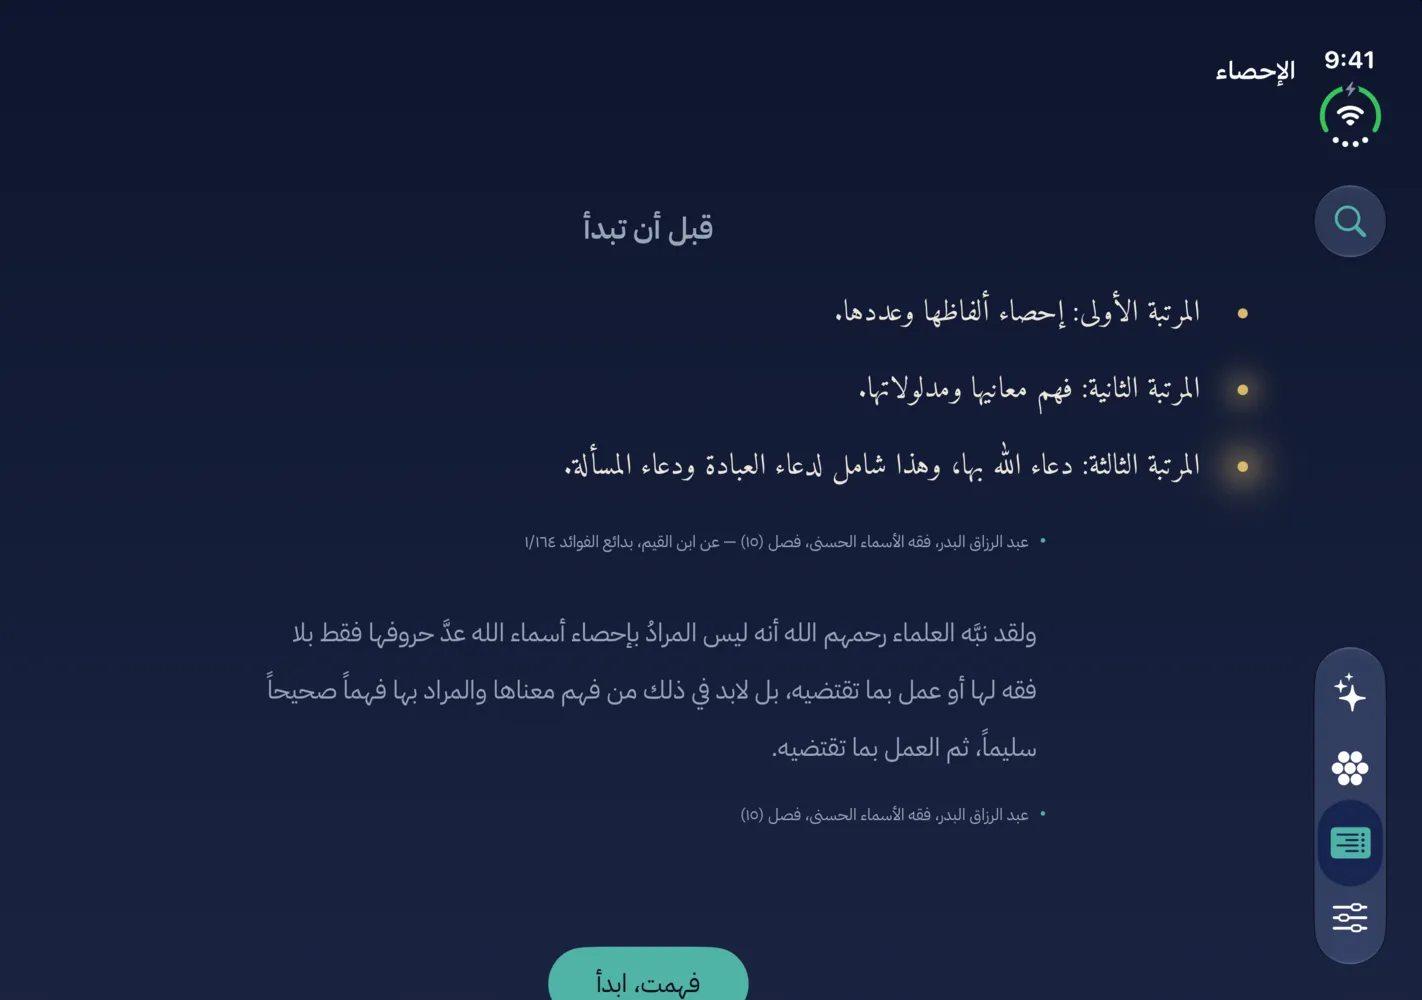 9:41
الإحصاء
قبل أن تبدأ
المرتبة الأولى: إحصاء ألفاظها وعددها.
المرتبة الثانية: فهم معانيها ومدلولاتها.
المرتبة الثالثة: دعاء الله بها، وهذا شامل لدعاء العبادة ودعاء المسألة.
عبد الرزاق البدر، فقه الأسماء الحسنى، فصل (١٥) — عن ابن القيم، بدائع الفوائد ١/١٦٤
ولقد نبَّه العلماء رحمهم الله أنه ليس المرادُ بإحصاء أسماء الله عدَّ حروفها فقط بلا
فقه لها أو عمل بما تقتضيه، بل لابد في ذلك من فهم معناها والمراد بها فهماً صحيحاً
سليماً، ثم العمل بما تقتضيه.
عبد الرزاق البدر، فقه الأسماء الحسنى، فصل (١٥)
فهمت، ابدأ